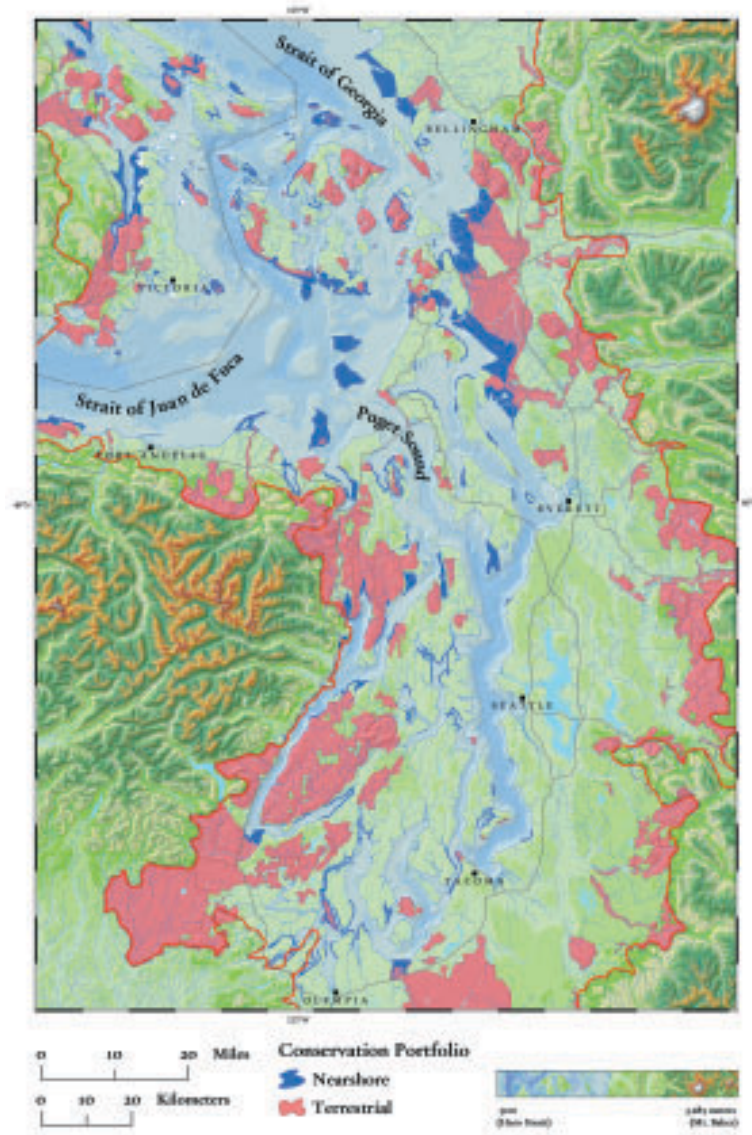 Strait of Georgia
BELLINGHAM
VICTORIA
Strait of Juan de Fuca
Puget Sound
PORT ANGELES
EVERETT
SEATTLE
TACOMA
OLYMPIA
0 10 20 Miles
0 10 20 Kilometers
Conservation Portfolio
Nearshore
Terrestrial